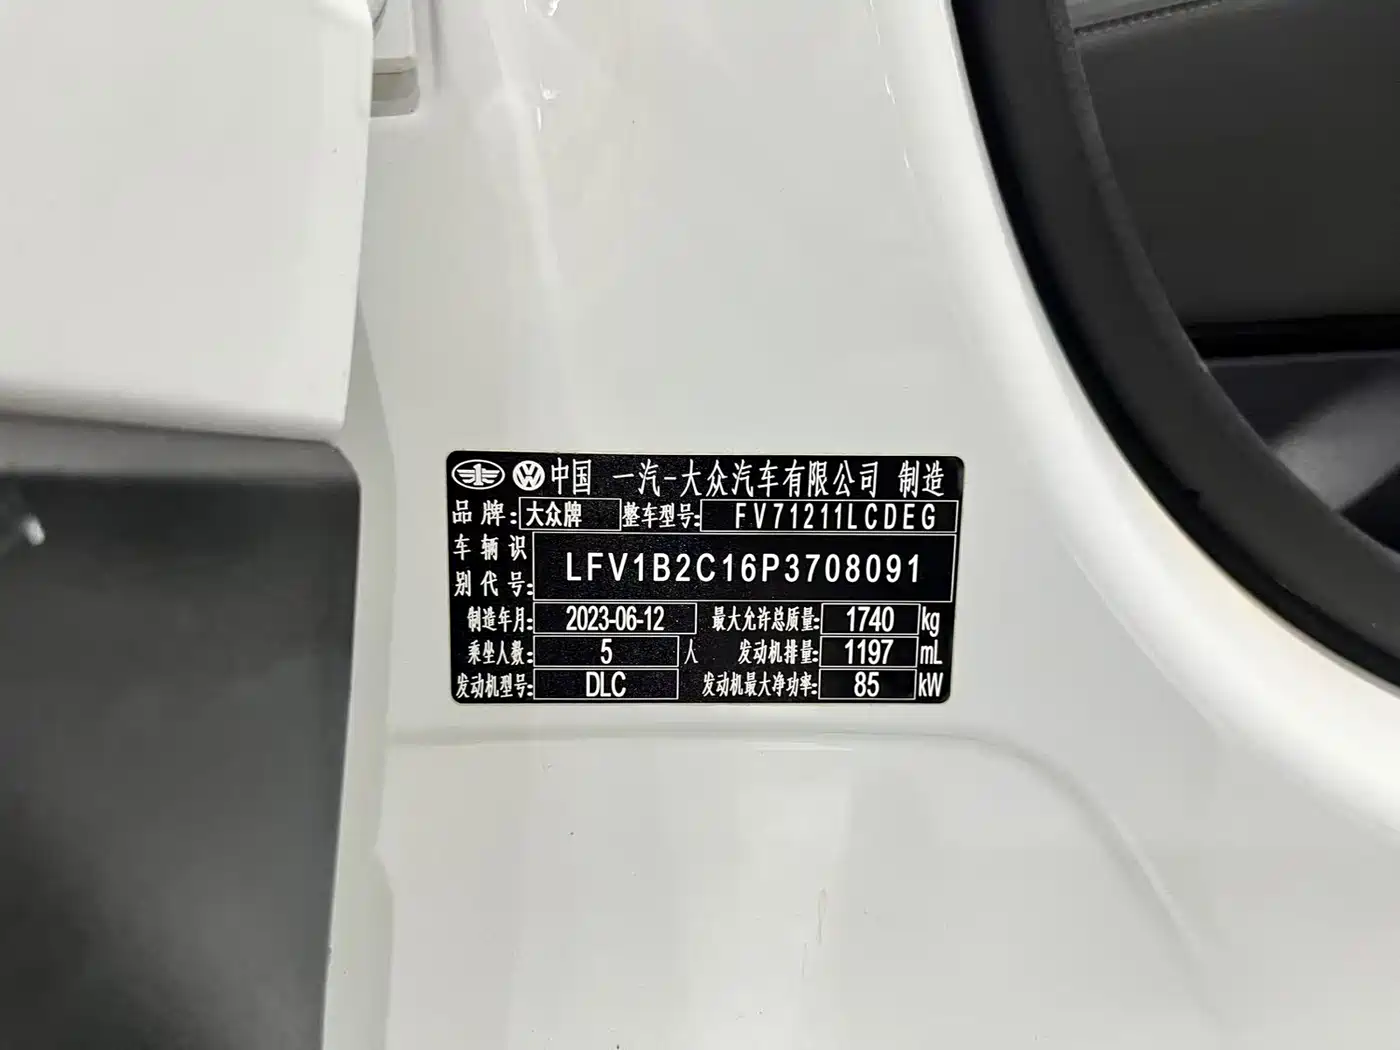 中国 一汽-大众汽车有限公司 制造
品牌: 大众牌 整车型号: FV71211LCDEG
车辆识
别代号: LFV1B2C16P3708091
制造年月: 2023-06-12 最大允许总质量: 1740 kg
乘坐人数: 5 人 发动机排量: 1197 mL
发动机型号: DLC 发动机最大净功率: 85 kW